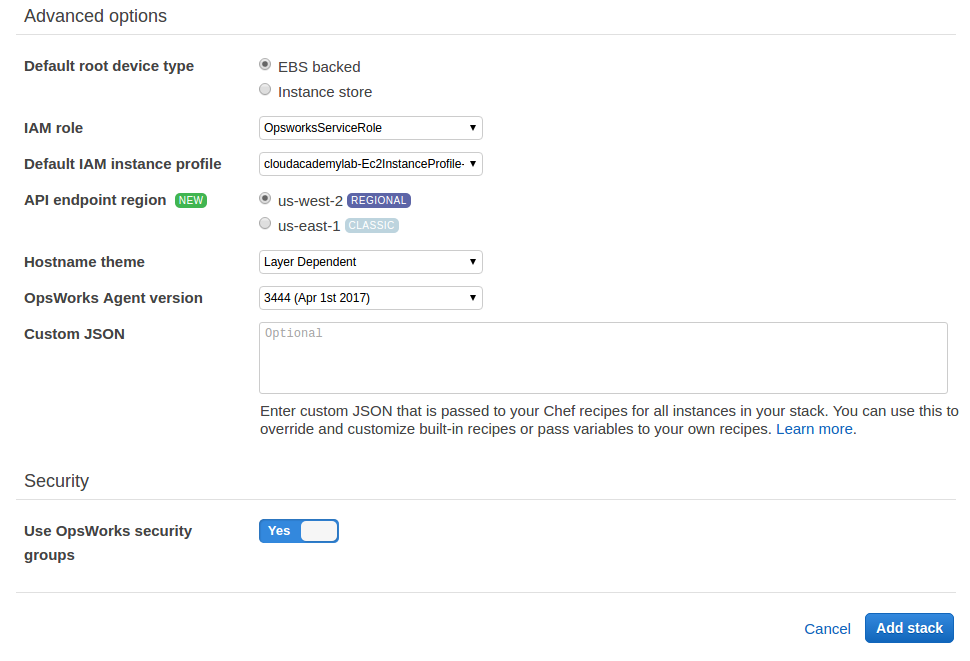 Advanced options
Default root device type
EBS backed
Instance store
IAM role
OpsworksServiceRole
Default IAM instance profile
cloudacademylab-Ec2InstanceProfile-
API endpoint region NEW
us-west-2 REGIONAL
us-east-1 CLASSIC
Hostname theme
Layer Dependent
OpsWorks Agent version
3444 (Apr 1st 2017)
Custom JSON
Optional
Enter custom JSON that is passed to your Chef recipes for all instances in your stack. You can use this to
override and customize built-in recipes or pass variables to your own recipes. Learn more.
Security
Use OpsWorks security
groups
Yes
Cancel
Add stack